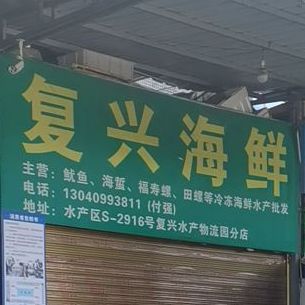 复兴海鲜
主营：鱿鱼、海蜇、福寿螺、田螺等冷冻海鲜水产批发
电话：13040993811 (付强)
地址：水产区S-2916号复兴水产物流园分店